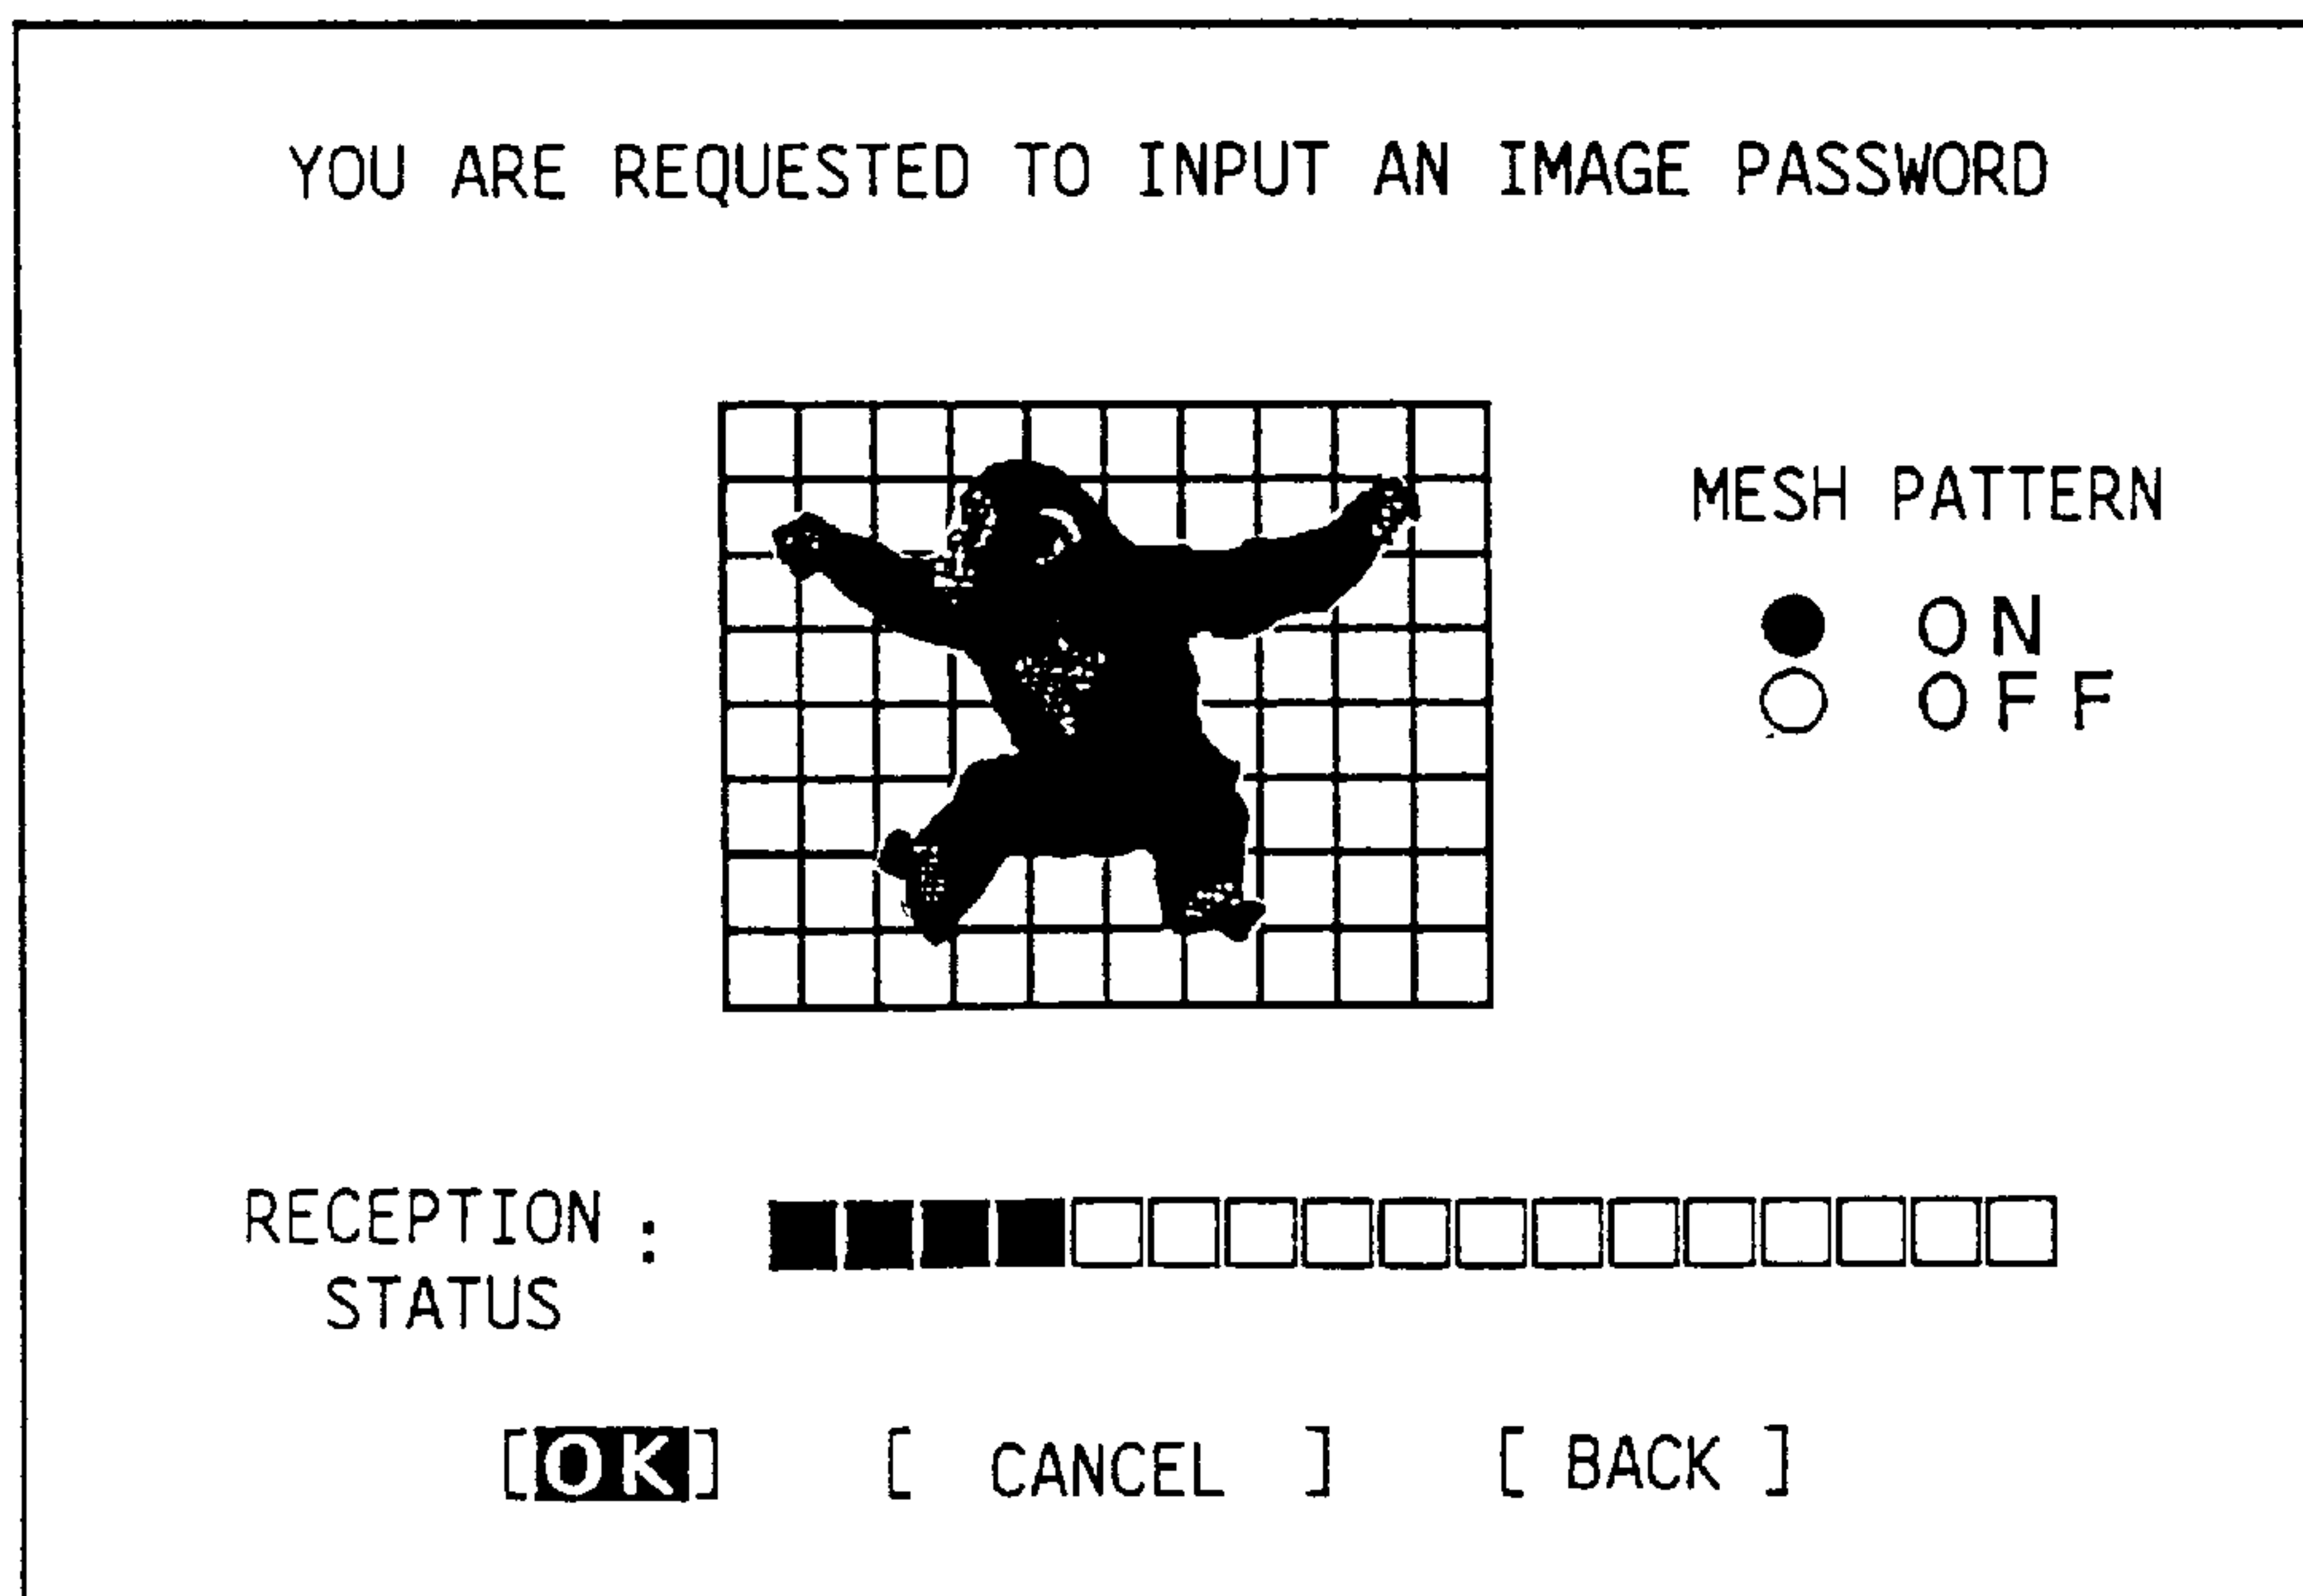 YOU ARE REQUESTED TO INPUT AN IMAGE PASSWORD
MESH PATTERN
ON
OFF
RECEPTION :
STATUS
[OK] [ CANCEL ] [ BACK ]